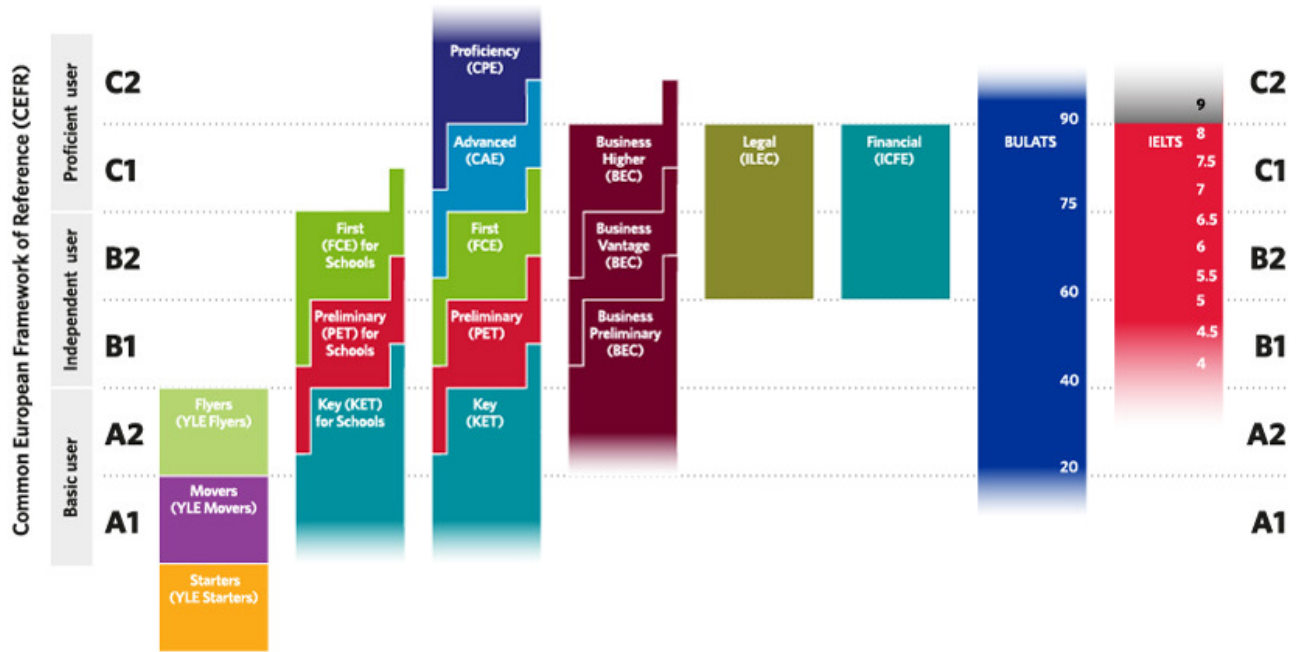 Common European Framework of Reference (CEFR)
Proficient user
Independent user
Basic user
C2
C1
B2
B1
A2
A1
Flyers
(YLE Flyers)
Movers
(YLE Movers)
Starters
(YLE Starters)
First
(FCE) for
Schools
Preliminary
(PET) for
Schools
Key (KET)
for Schools
Proficiency
(CPE)
Advanced
(CAE)
First
(FCE)
Preliminary
(PET)
Key
(KET)
Business
Higher
(BEC)
Business
Vantage
(BEC)
Business
Preliminary
(BEC)
Legal
(ILEC)
Financial
(ICFE)
BULATS
90
75
60
40
20
IELTS
9
8
7.5
7
6.5
6
5.5
5
4.5
4
C2
C1
B2
B1
A2
A1